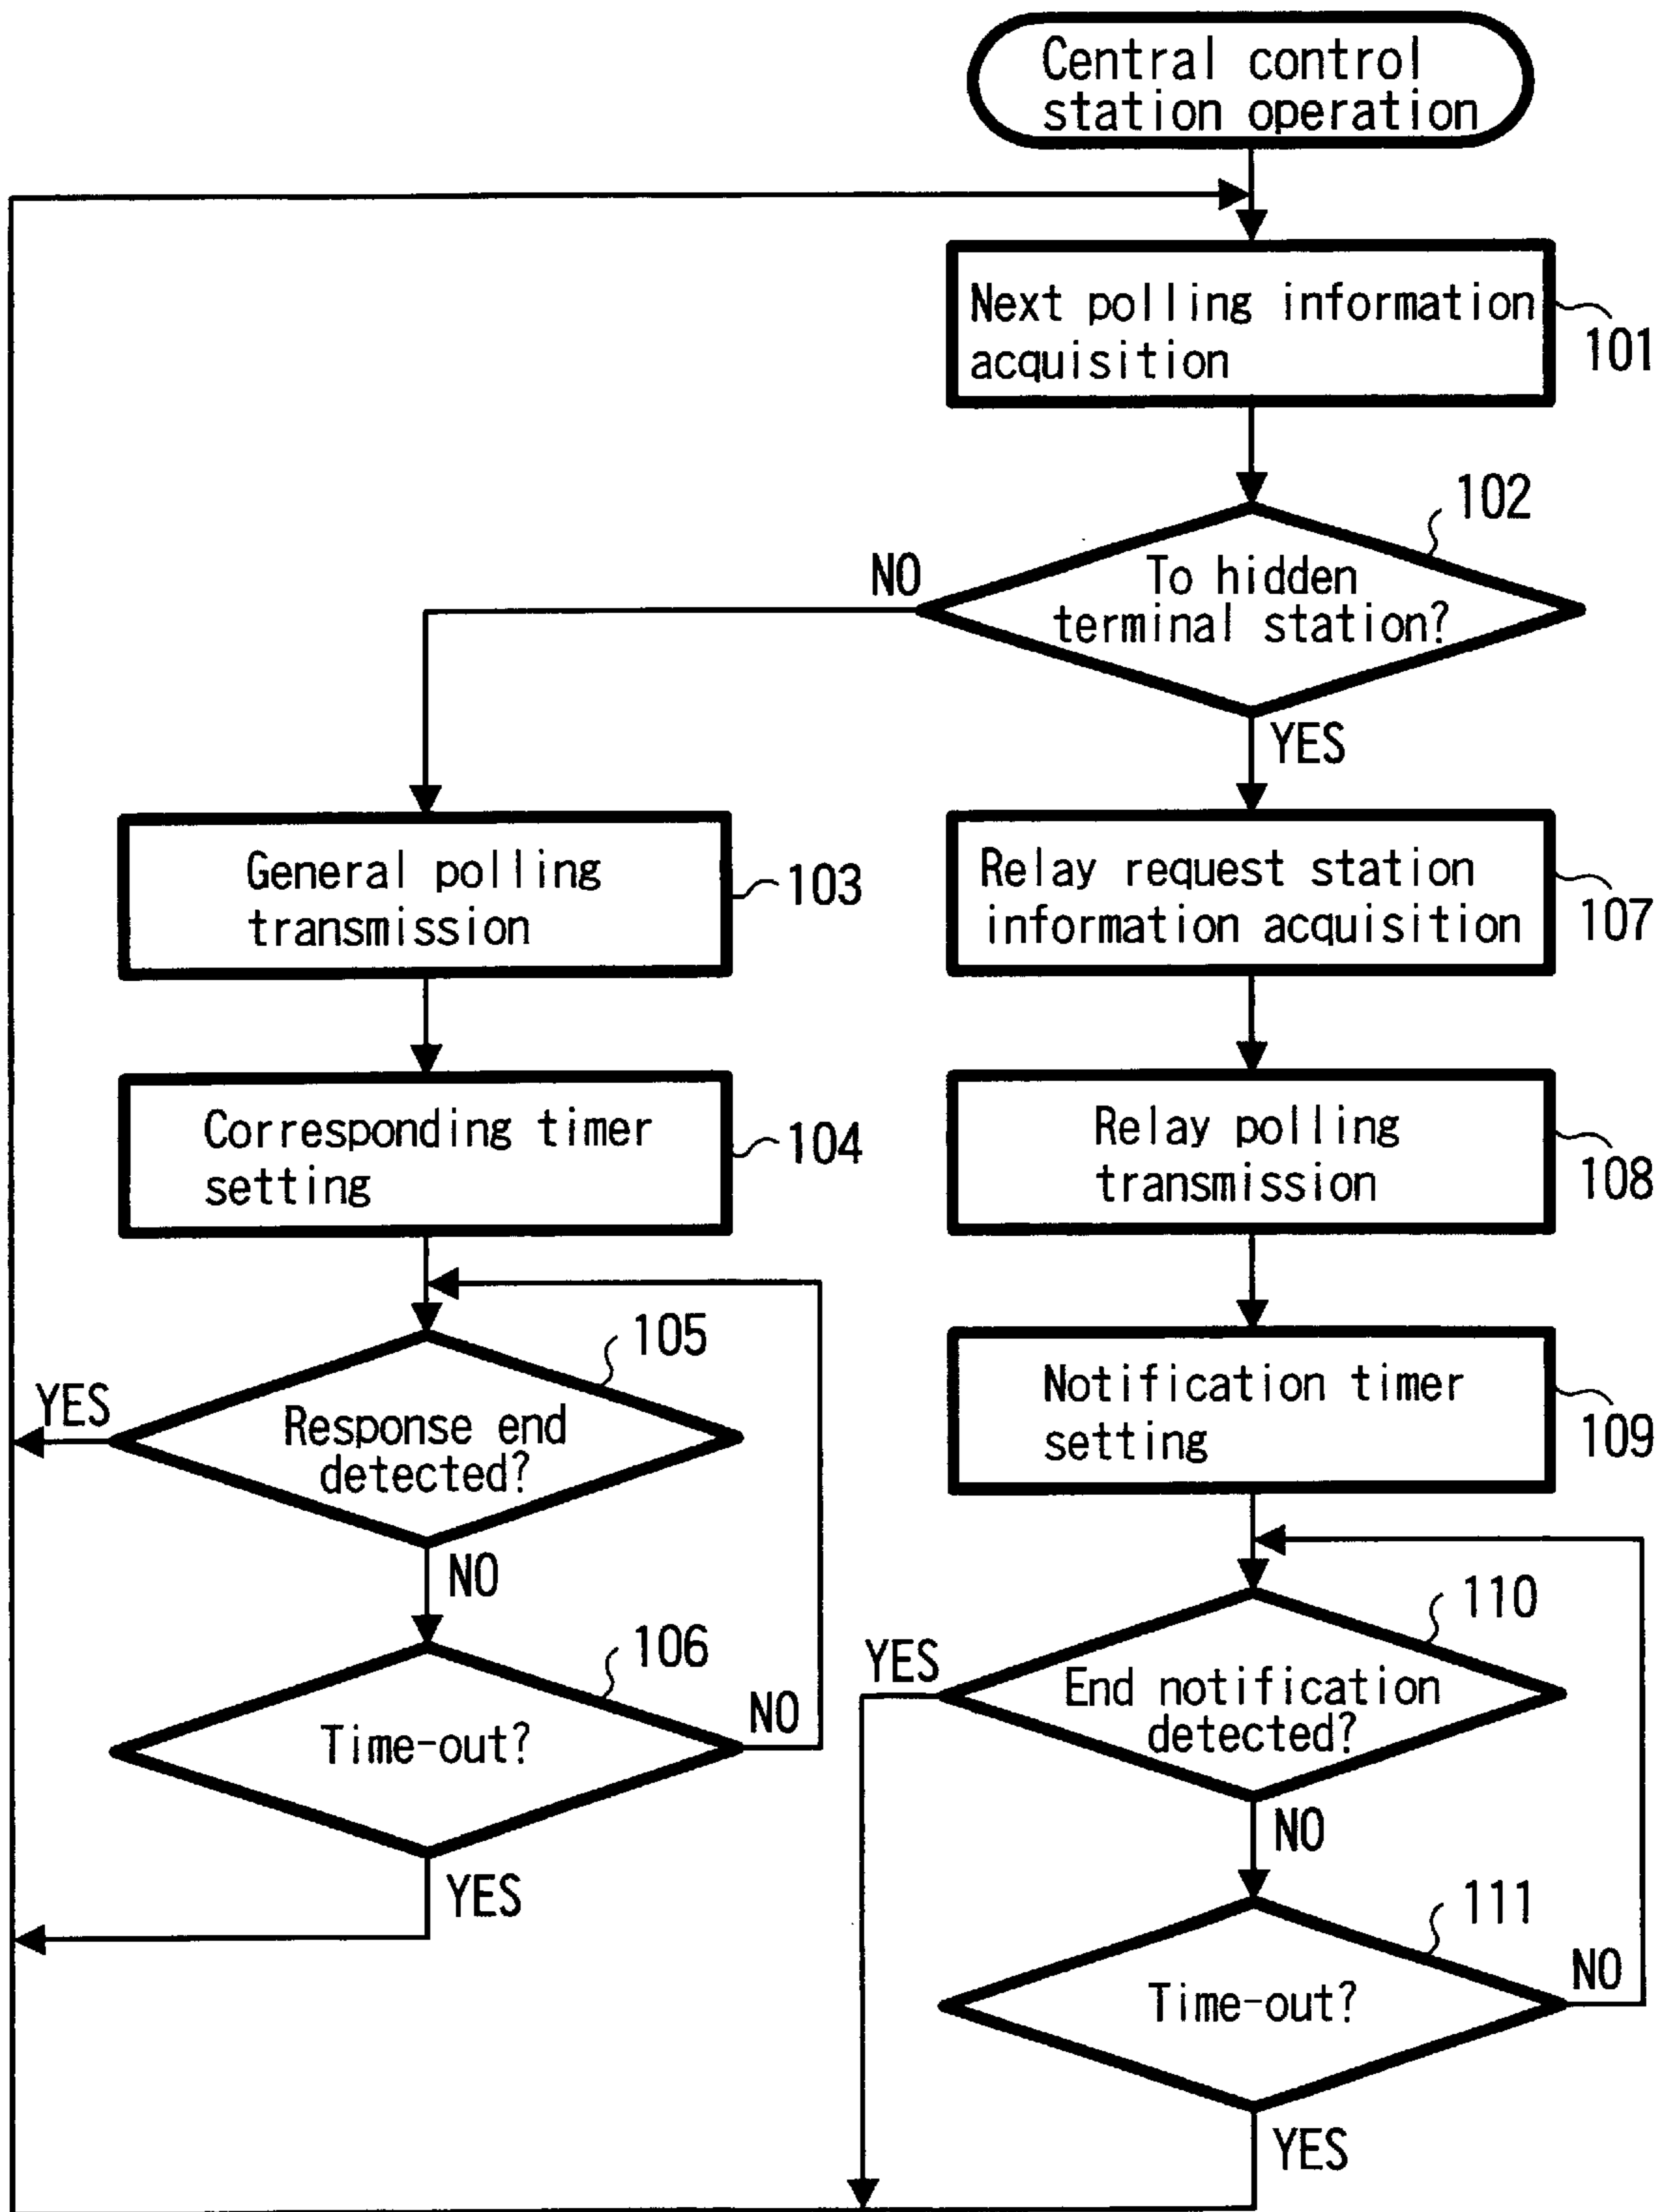 Central control
station operation
Next polling information
acquisition
101
102
NO
To hidden
terminal station?
YES
General polling
transmission
103
Relay request station
information acquisition
107
Corresponding timer
setting
104
Relay polling
transmission
108
105
YES
Response end
detected?
NO
Notification timer
setting
109
106
Time-out?
NO
YES
110
YES
End notification
detected?
NO
111
Time-out?
NO
YES